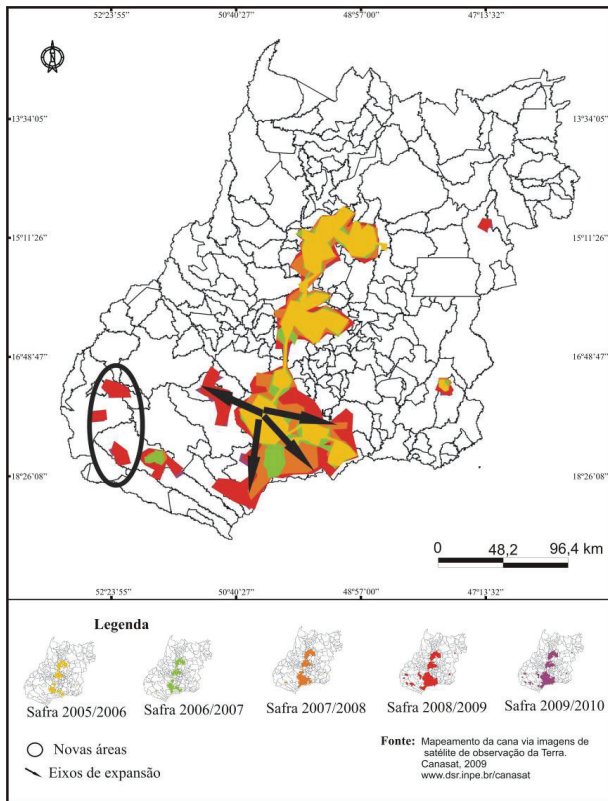 52°23'55'' 50°40'27'' 48°57'00'' 47°13'32''
N
13°34'05'' 13°34'05''
15°11'26'' 15°11'26''
16°48'47'' 16°48'47''
18°26'08'' 18°26'08''
0 48,2 96,4 km
52°23'55'' 50°40'27'' 48°57'00'' 47°13'32''
Legenda
Safra 2005/2006 Safra 2006/2007 Safra 2007/2008 Safra 2008/2009 Safra 2009/2010
Novas áreas
Eixos de expansão
Fonte: Mapeamento da cana via imagens de
satélite de observação da Terra.
Canasat, 2009
www.dsr.inpe.br/canasat